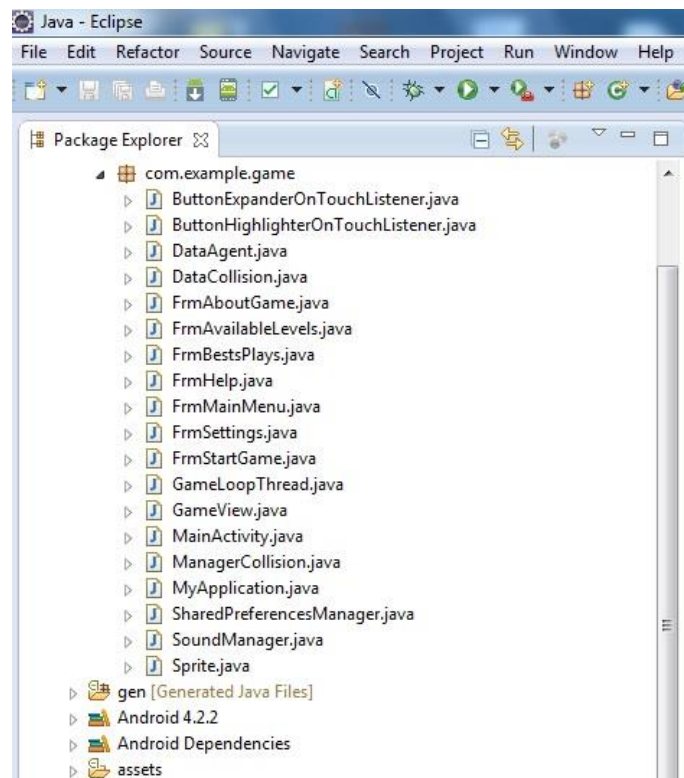 Java - Eclipse
File Edit Refactor Source Navigate Search Project Run Window Help
Package Explorer
com.example.game
ButtonExpanderOnTouchListener.java
ButtonHighlighterOnTouchListener.java
DataAgent.java
DataCollision.java
FrmAboutGame.java
FrmAvailableLevels.java
FrmBestsPlays.java
FrmHelp.java
FrmMainMenu.java
FrmSettings.java
FrmStartGame.java
GameLoopThread.java
GameView.java
MainActivity.java
ManagerCollision.java
MyApplication.java
SharedPreferencesManager.java
SoundManager.java
Sprite.java
gen [Generated Java Files]
Android 4.2.2
Android Dependencies
assets